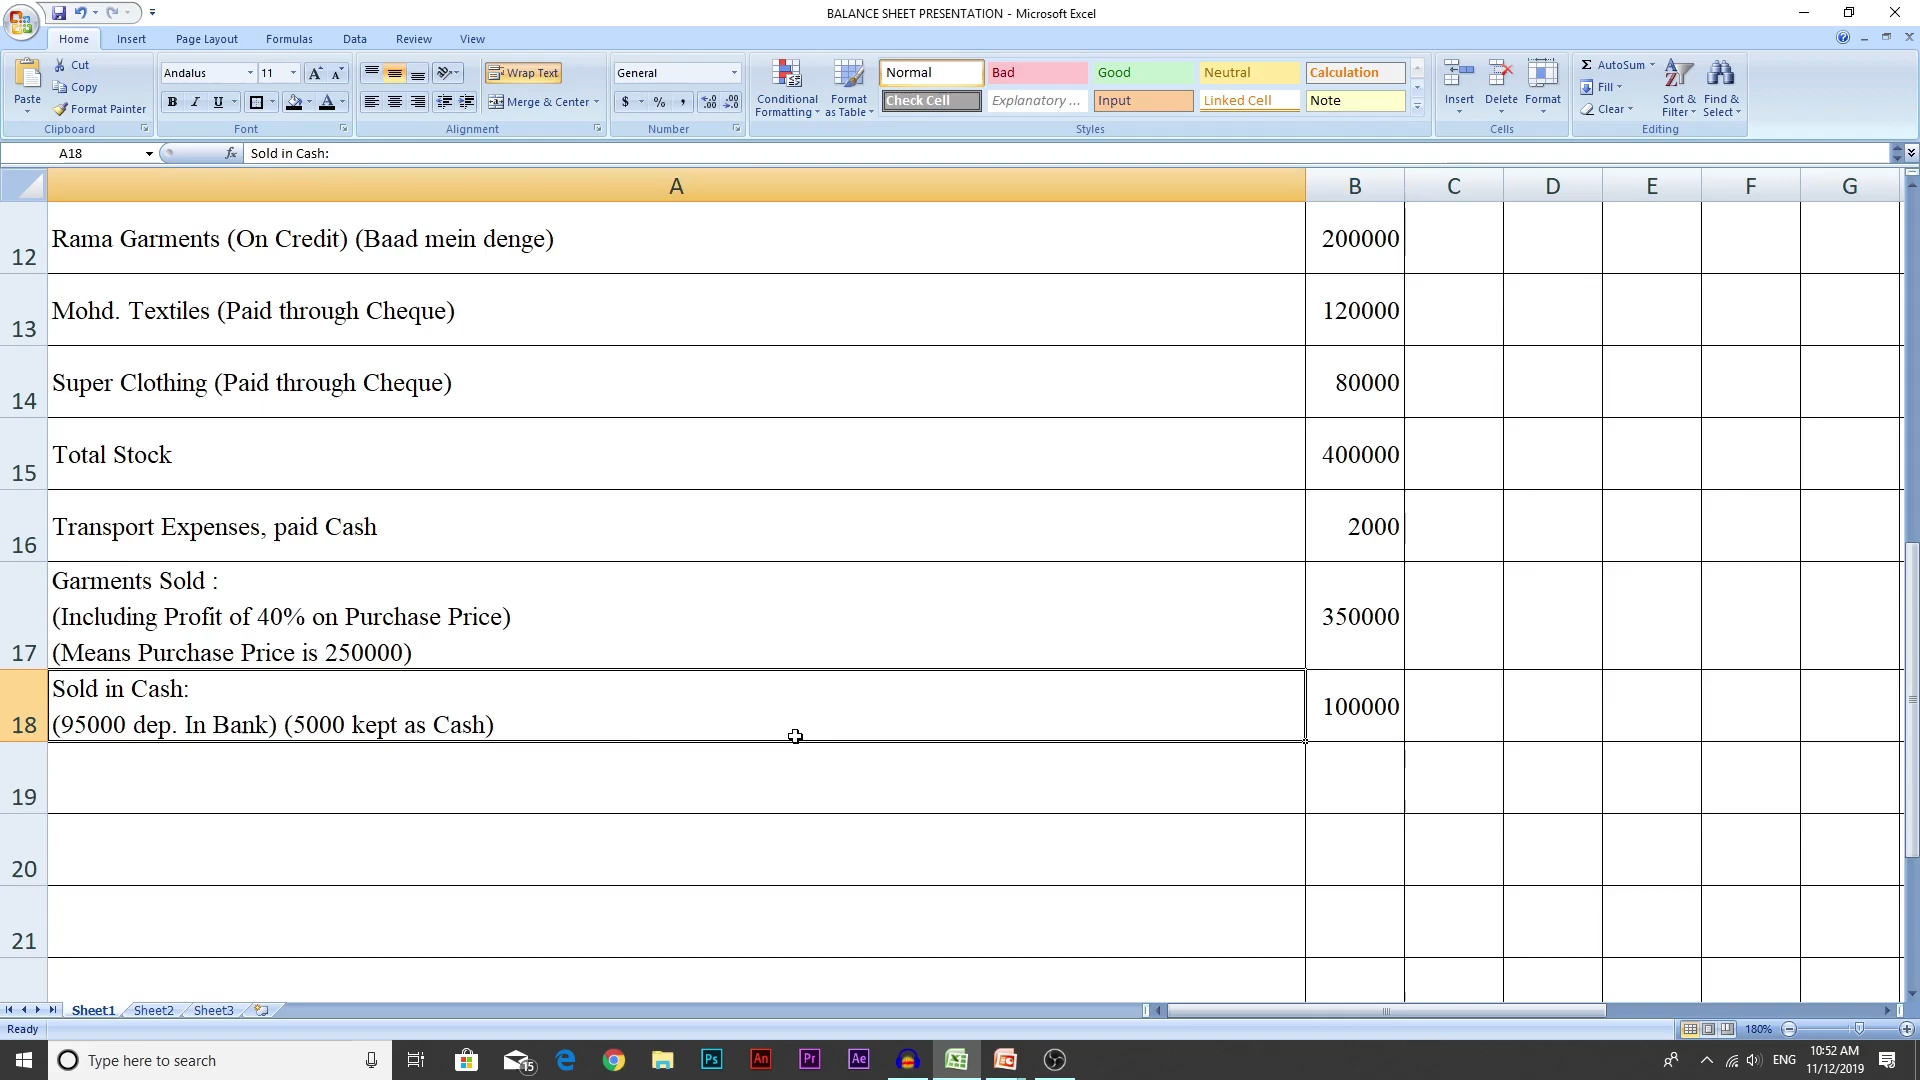 BALANCE SHEET PRESENTATION - Microsoft Excel
Home Insert Page Layout Formulas Data Review View
Paste Cut Copy Format Painter Clipboard
Andalus 11 B I U Font
Wrap Text Merge & Center Alignment
General $ % , Number
Conditional Formatting Format as Table
Normal Bad Good Neutral Calculation
Check Cell Explanatory ... Input Linked Cell Note
Styles
Insert Delete Format Cells
Σ AutoSum Fill Clear Sort & Filter Find & Select Editing
A18 fx Sold in Cash:
A B C D E F G
12 Rama Garments (On Credit) (Baad mein denge) 200000
13 Mohd. Textiles (Paid through Cheque) 120000
14 Super Clothing (Paid through Cheque) 80000
15 Total Stock 400000
16 Transport Expenses, paid Cash 2000
Garments Sold :
(Including Profit of 40% on Purchase Price) 350000
17 (Means Purchase Price is 250000)
Sold in Cash: 100000
18 (95000 dep. In Bank) (5000 kept as Cash)
19
20
21
Sheet1 Sheet2 Sheet3
Ready 180%
Type here to search 15 Ps An Pr Ae ENG 10:52 AM
11/12/2019